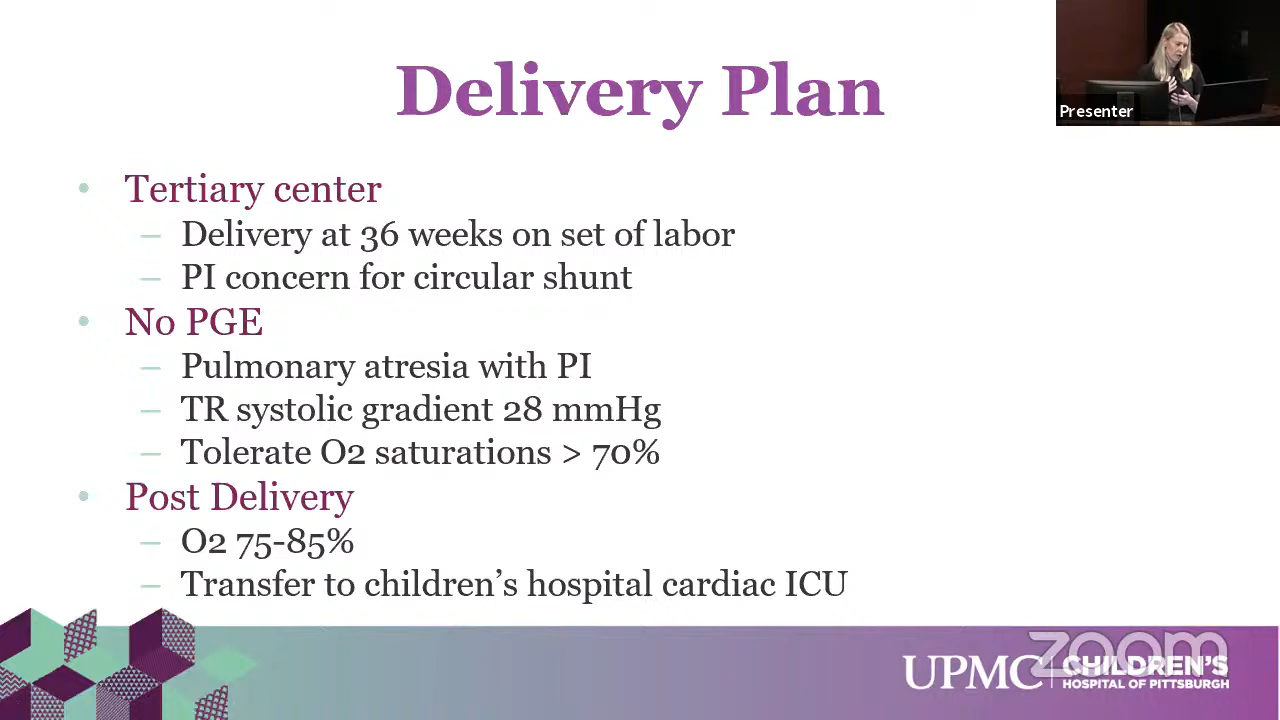 Delivery Plan
Presenter
• Tertiary center
– Delivery at 36 weeks on set of labor
– PI concern for circular shunt
• No PGE
– Pulmonary atresia with PI
– TR systolic gradient 28 mmHg
– Tolerate O2 saturations > 70%
• Post Delivery
– O2 75-85%
– Transfer to children’s hospital cardiac ICU
zoom
UPMC CHILDREN'S
HOSPITAL OF PITTSBURGH